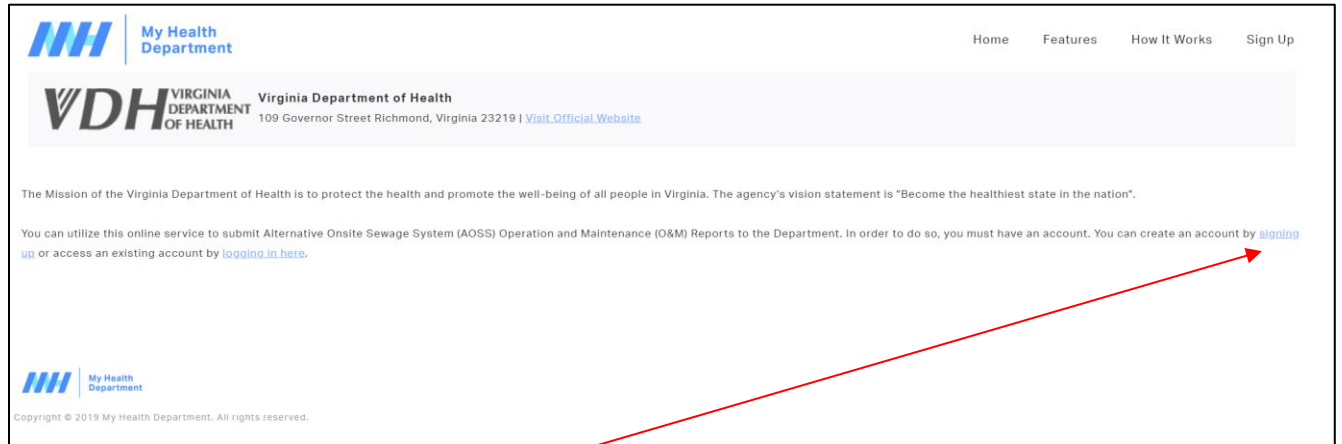 My Health
Department
Home Features How It Works Sign Up
VDH VIRGINIA
DEPARTMENT
OF HEALTH
Virginia Department of Health
109 Governor Street Richmond, Virginia 23219 | Visit Official Website
The Mission of the Virginia Department of Health is to protect the health and promote the well-being of all people in Virginia. The agency's vision statement is "Become the healthiest state in the nation".
You can utilize this online service to submit Alternative Onsite Sewage System (AOSS) Operation and Maintenance (O&M) Reports to the Department. In order to do so, you must have an account. You can create an account by signing
up or access an existing account by logging in here.
My Health
Department
Copyright © 2019 My Health Department. All rights reserved.